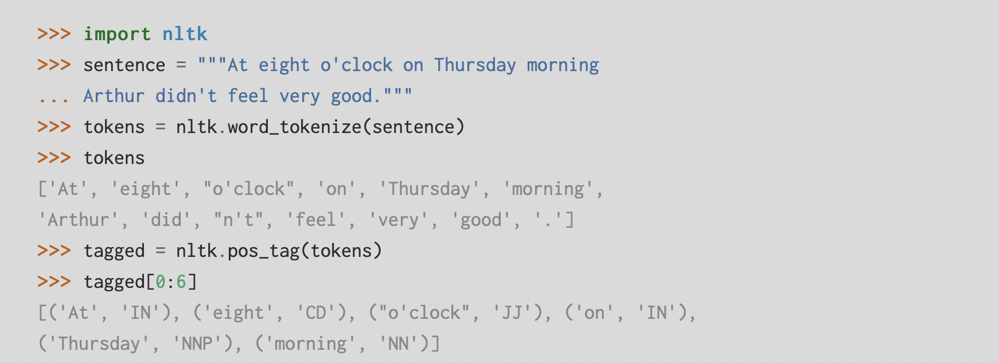 >>> import nltk
>>> sentence = """At eight o'clock on Thursday morning
... Arthur didn't feel very good."""
>>> tokens = nltk.word_tokenize(sentence)
>>> tokens
['At', 'eight', "o'clock", 'on', 'Thursday', 'morning',
'Arthur', 'did', "n't", 'feel', 'very', 'good', '.']
>>> tagged = nltk.pos_tag(tokens)
>>> tagged[0:6]
[('At', 'IN'), ('eight', 'CD'), ("o'clock", 'JJ'), ('on', 'IN'),
('Thursday', 'NNP'), ('morning', 'NN')]